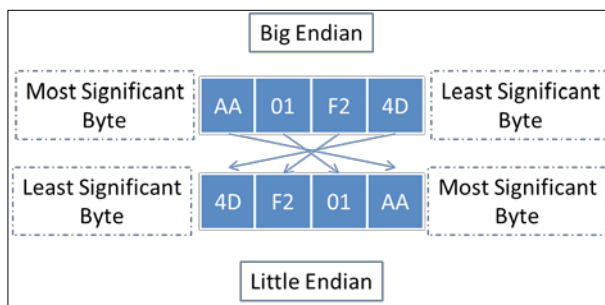 Big Endian
Most Significant
Byte
AA 01 F2 4D
Least Significant
Byte
Least Significant
Byte
4D F2 01 AA
Most Significant
Byte
Little Endian